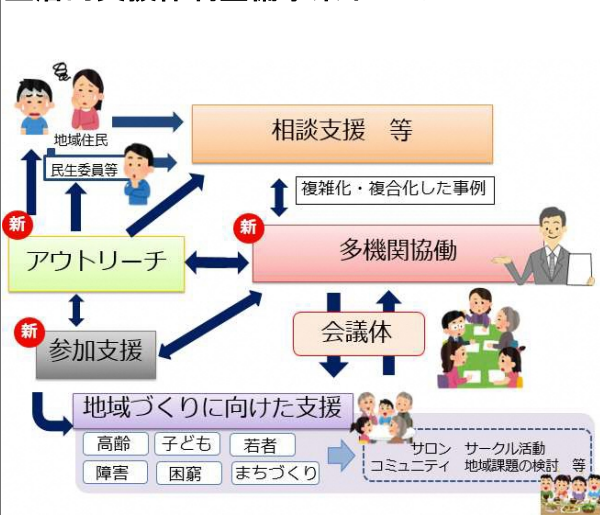 相談支援　等
地域住民
民生委員等
複雑化・複合化した事例
新
アウトリーチ
新
多機関協働
新
参加支援
会議体
地域づくりに向けた支援
高齢
子ども
若者
障害
困窮
まちづくり
サロン　サークル活動
コミュニティ　地域課題の検討　等